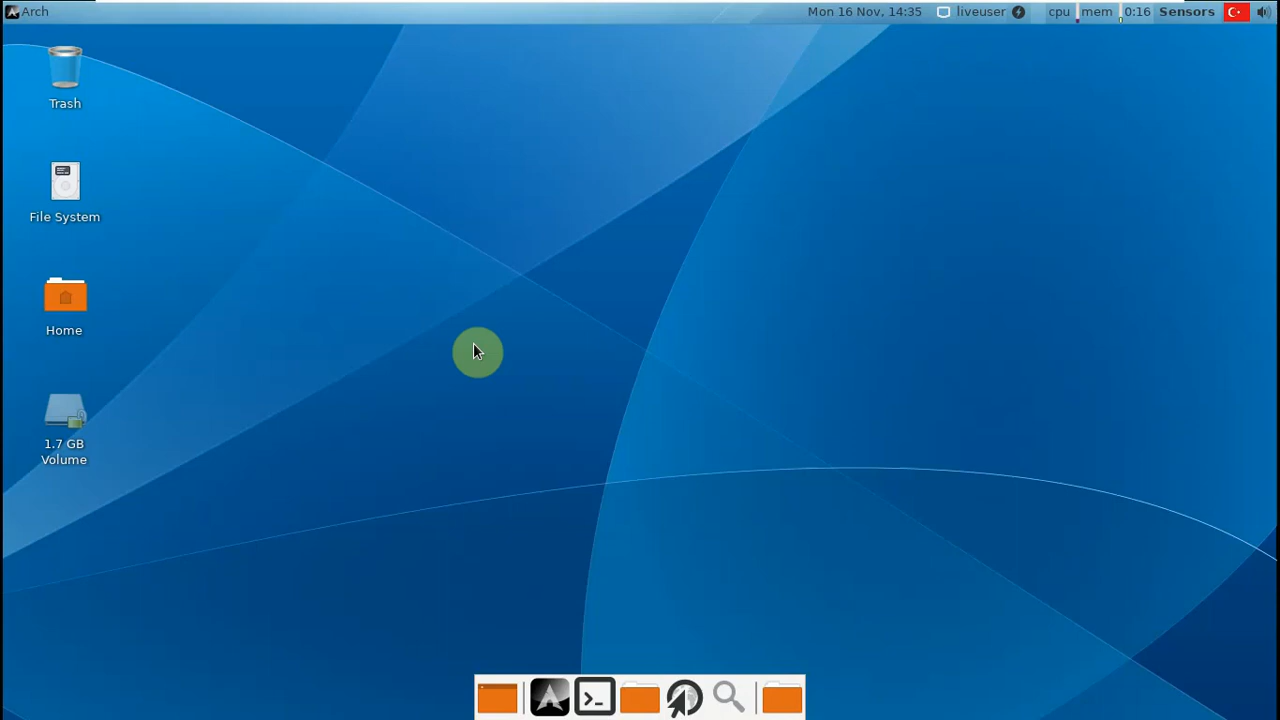 Arch
Mon 16 Nov, 14:35
liveuser
cpu
mem
0:16
Sensors
Trash
File System
Home
1.7 GB
Volume